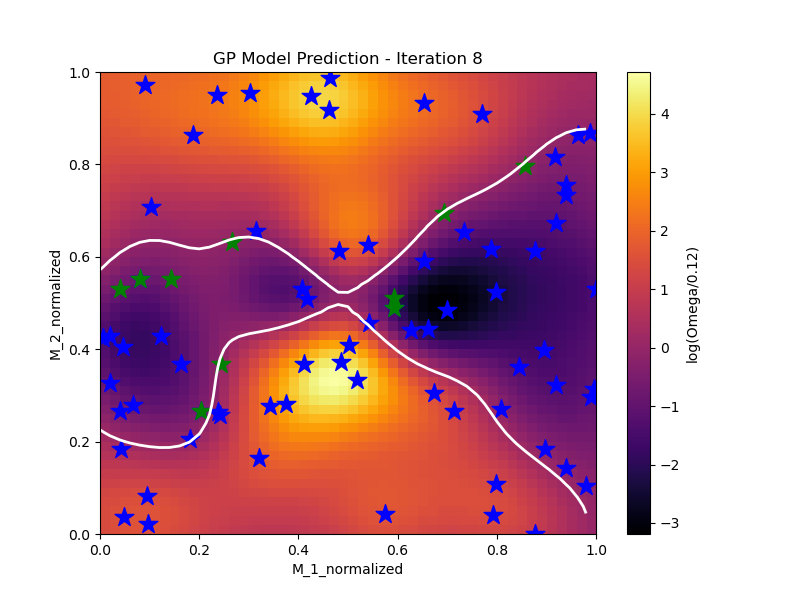 GP Model Prediction - Iteration 8
M_2_normalized
1.0
0.8
0.6
0.4
0.2
0.0
0.0 0.2 0.4 0.6 0.8 1.0
M_1_normalized
4
3
2
1
0
−1
−2
−3
log(Omega/0.12)